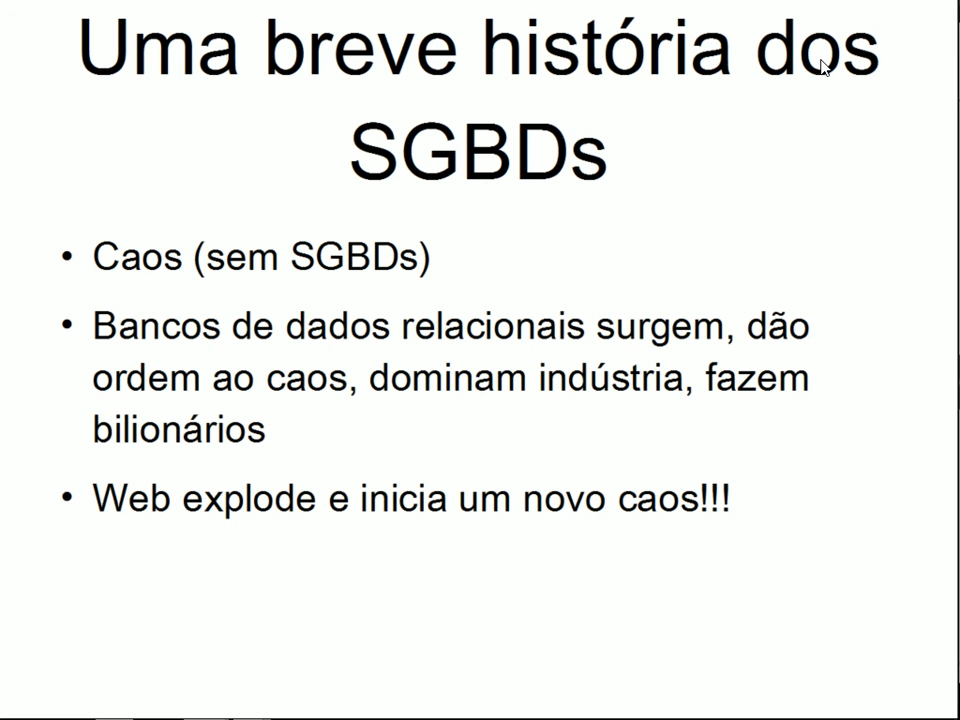 Uma breve história dos
SGBDs
• Caos (sem SGBDs)
• Bancos de dados relacionais surgem, dão
ordem ao caos, dominam indústria, fazem
bilionários
• Web explode e inicia um novo caos!!!